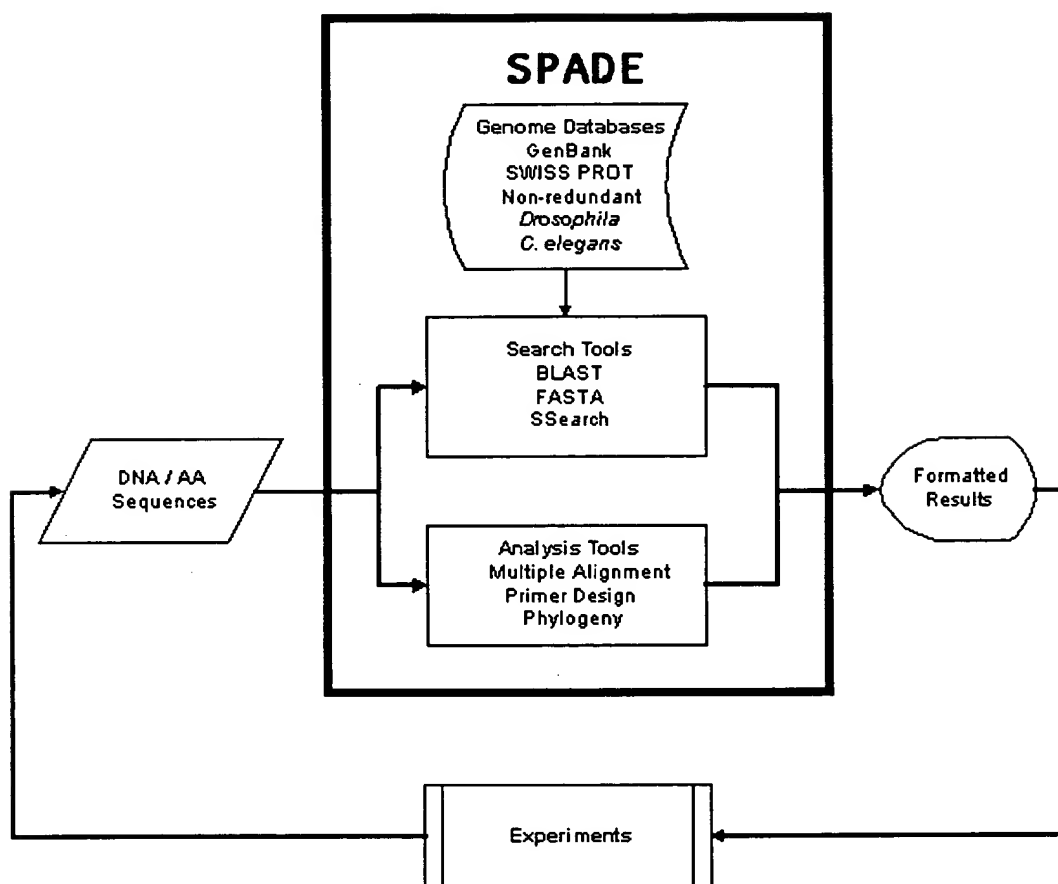 SPADE
Genome Databases
GenBank
SWISS PROT
Non-redundant
Drosophila
C. elegans
Search Tools
BLAST
FASTA
SSearch
DNA / AA
Sequences
Formatted
Results
Analysis Tools
Multiple Alignment
Primer Design
Phylogeny
Experiments